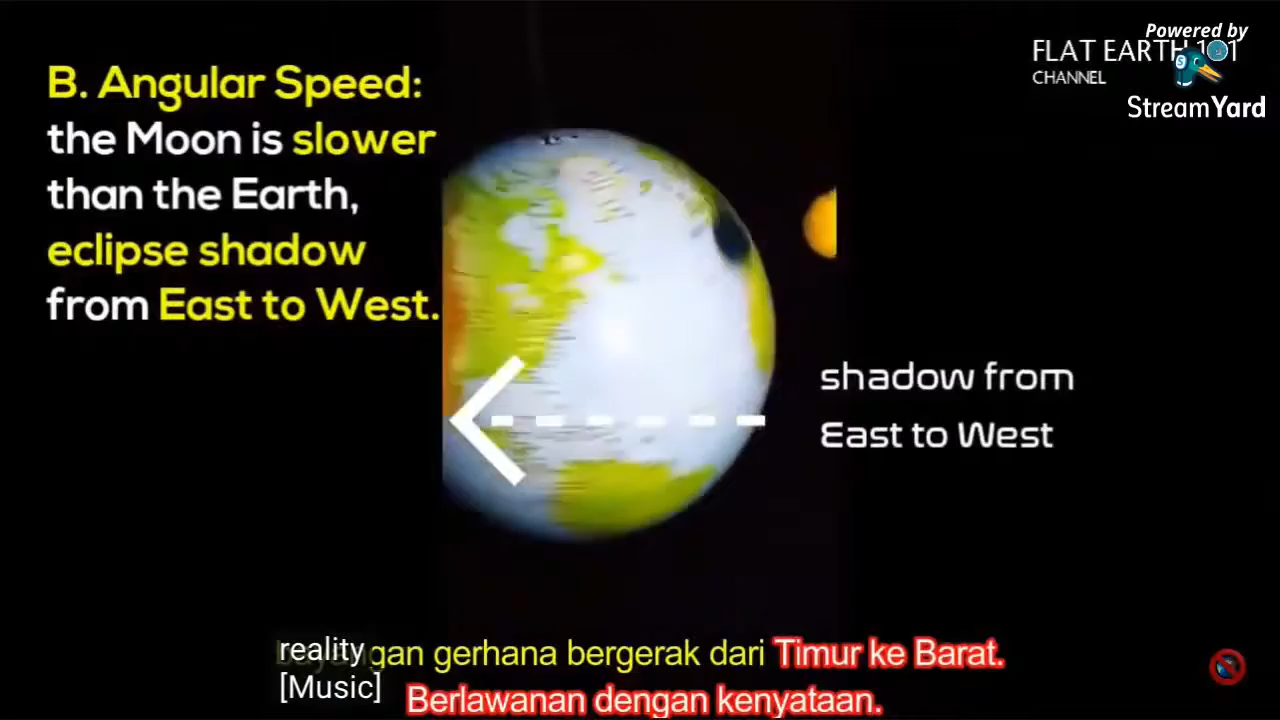 B. Angular Speed:
the Moon is slower
than the Earth,
eclipse shadow
from East to West.
FLAT EARTH 101
CHANNEL
Powered by
StreamYard
shadow from
East to West
gerhana bergerak dari Timur ke Barat.
Berlawanan dengan kenyataan.
reality
[Music]